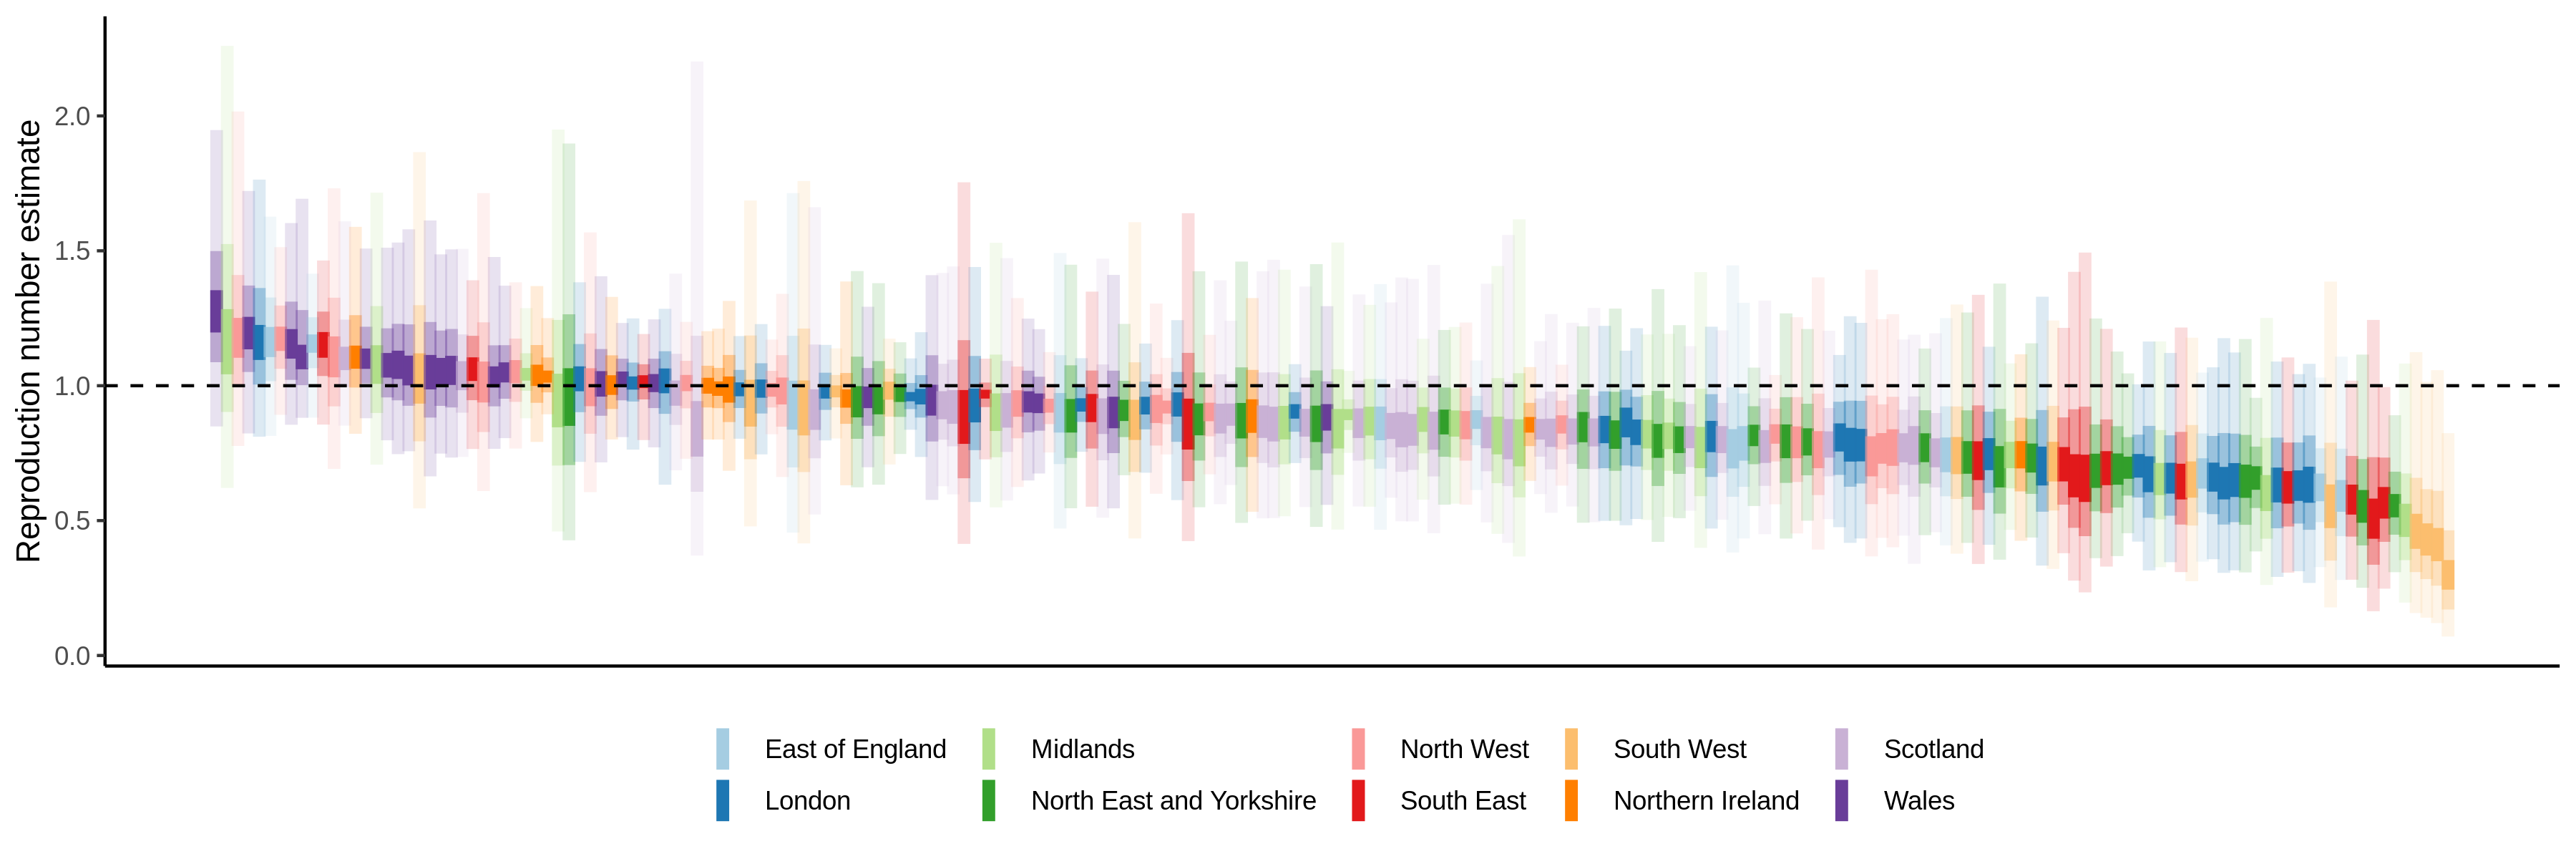 Reproduction number estimate
2.0
1.5
1.0
0.5
0.0
East of England
Midlands
North West
South West
Scotland
London
North East and Yorkshire
South East
Northern Ireland
Wales